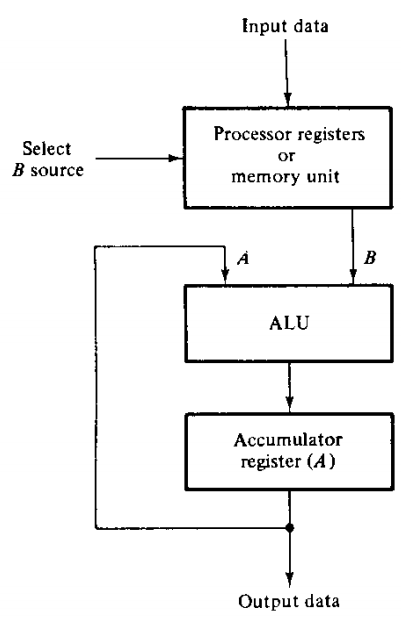 Input data
Processor registers
or
memory unit
Select
B source
A
B
ALU
Accumulator
register (A)
Output data